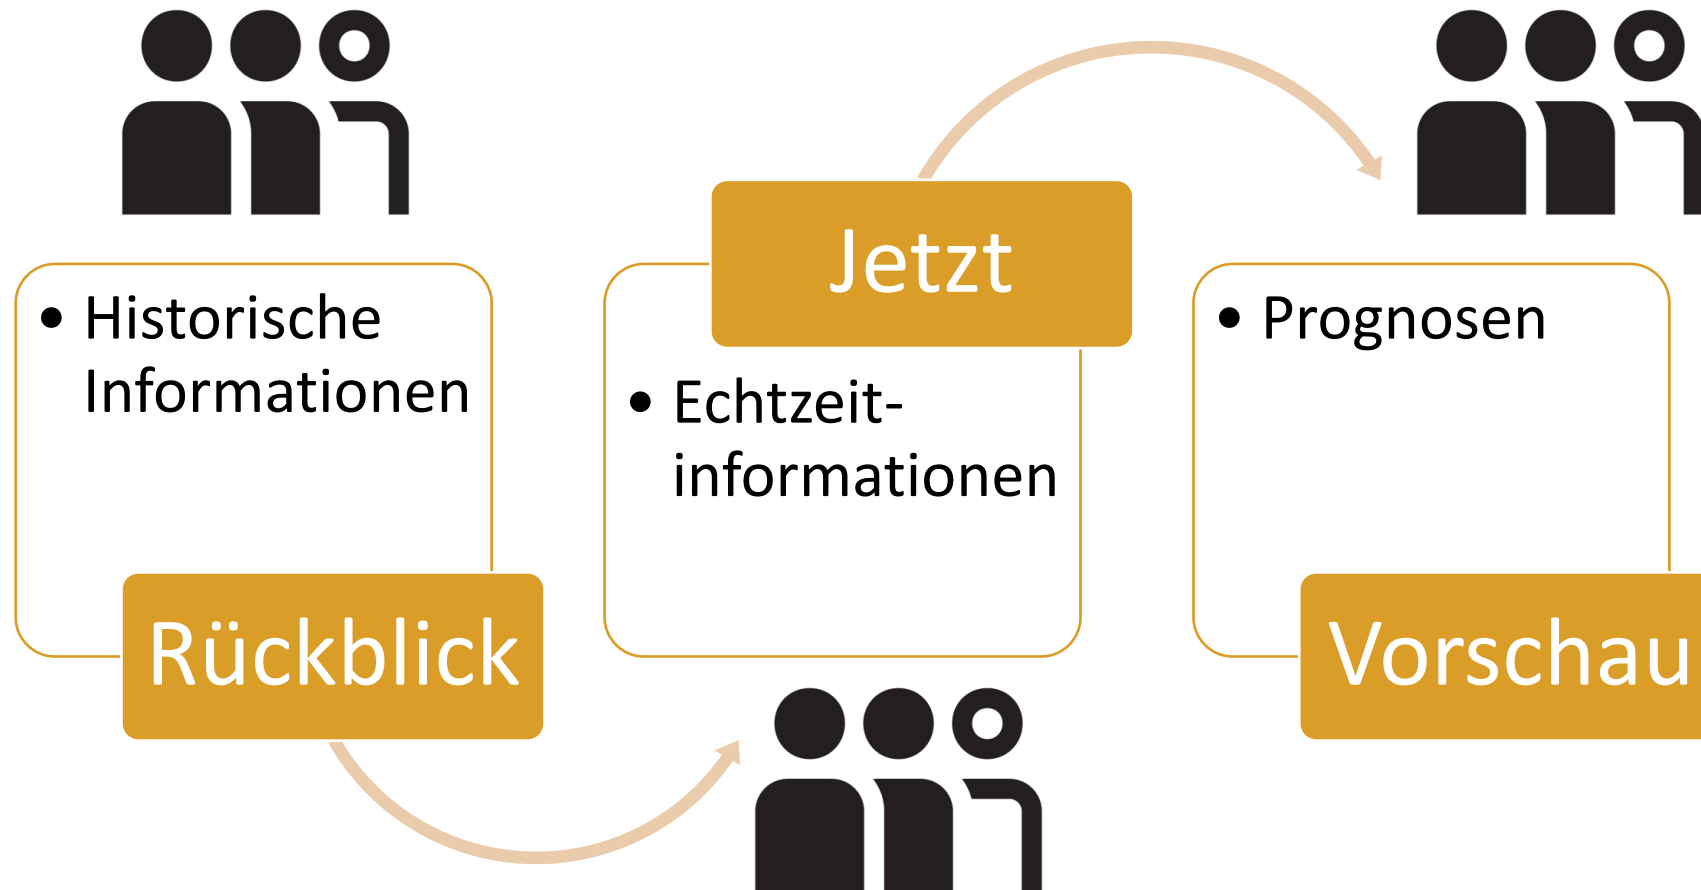 • Historische
Informationen
Rückblick
Jetzt
• Echtzeit-
informationen
• Prognosen
Vorschau